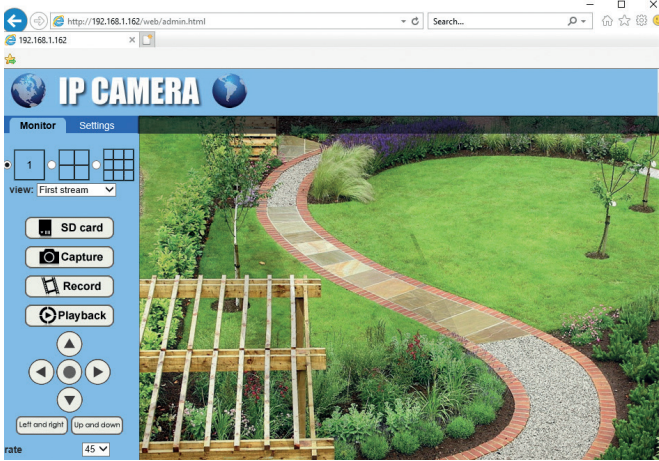 http://192.168.1.162/web/admin.html
Search...
192.168.1.162
IP CAMERA
Monitor
Settings
1
view: First stream
SD card
Capture
Record
Playback
Left and right
Up and down
rate
45